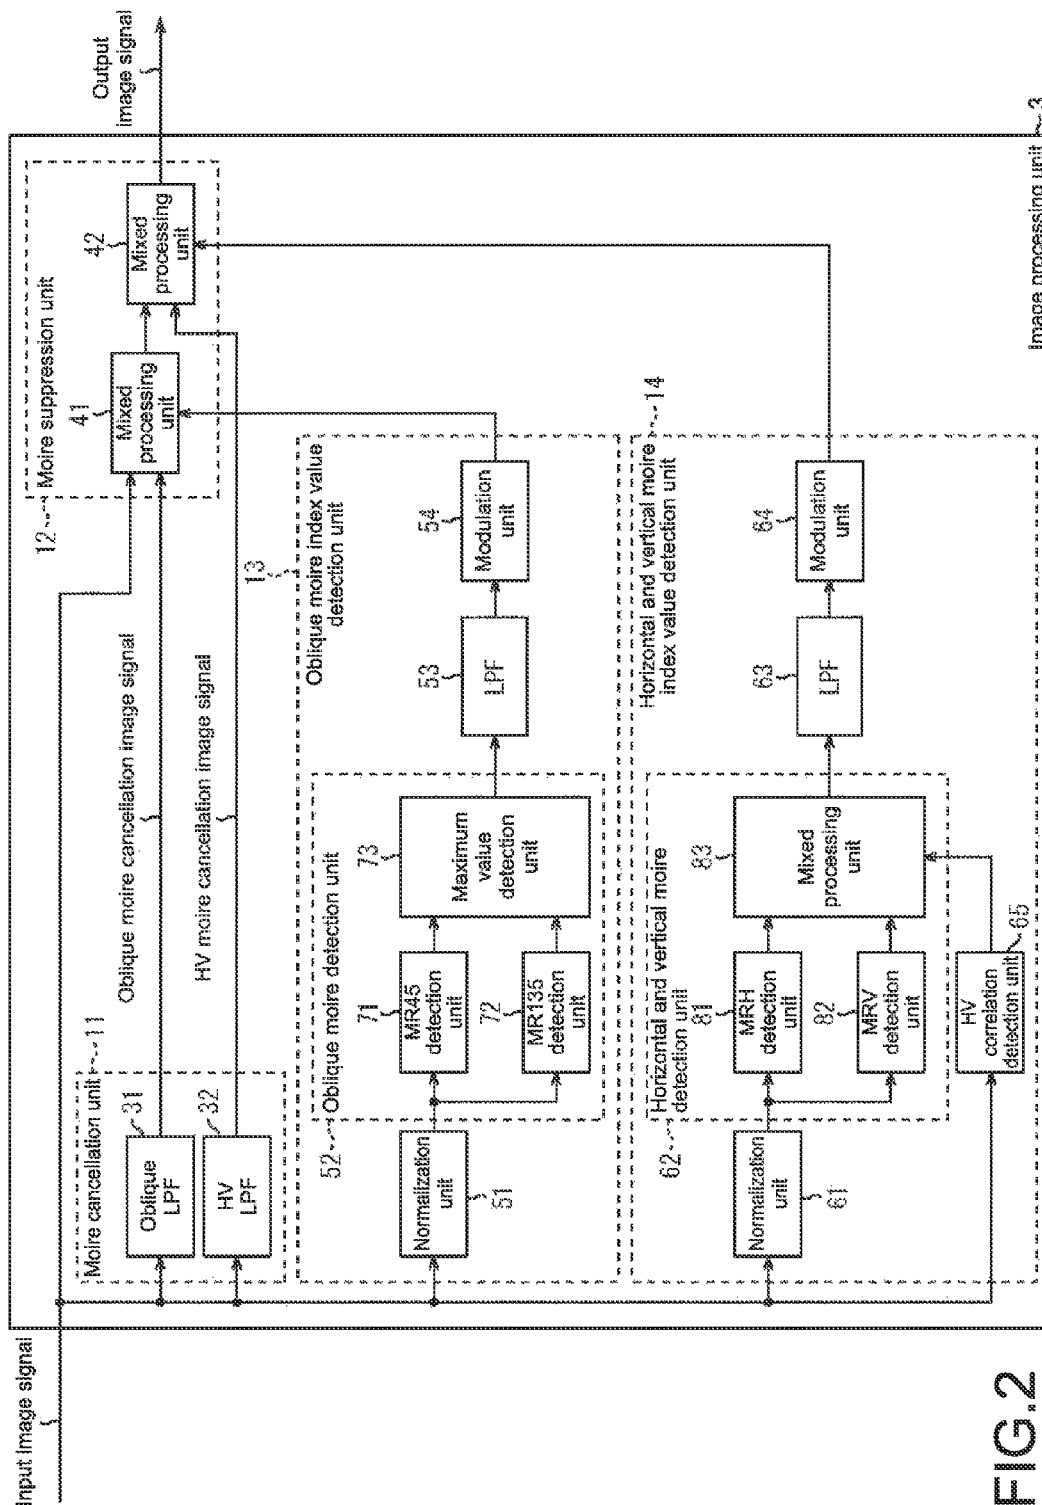 Input image signal
Output
image signal
Moire cancellation unit
11
31
Oblique
LPF
32
HV
LPF
Oblique moire cancellation image signal
HV moire cancellation image signal
12
Moire suppression unit
41
Mixed
processing
unit
42
Mixed
processing
unit
13
Oblique moire index value
detection unit
51
Normalization
unit
52
Oblique moire detection unit
71
MR45
detection
unit
72
MR135
detection
unit
73
Maximum
value
detection
unit
53
LPF
54
Modulation
unit
14
Horizontal and vertical moire
index value detection unit
61
Normalization
unit
62
Horizontal and vertical moire
detection unit
81
MRH
detection
unit
82
MRV
detection
unit
83
Mixed
processing
unit
63
LPF
64
Modulation
unit
65
HV
correlation
detection unit
Image processing unit
3
FIG.2